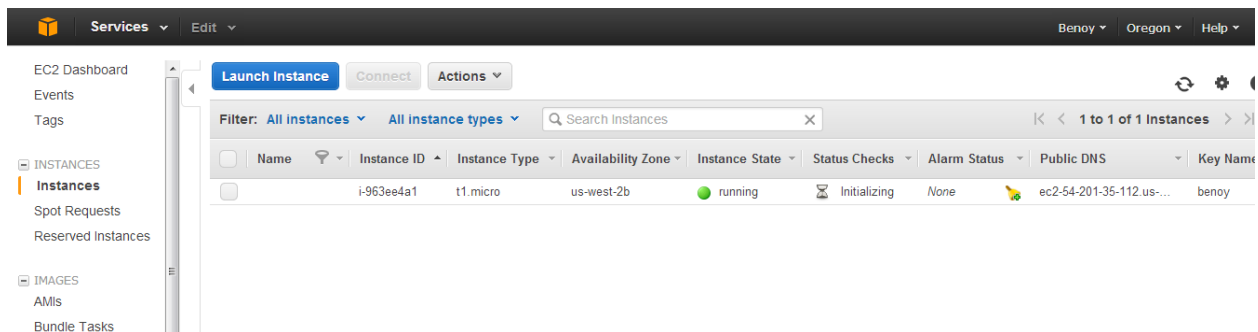 Services Edit Benoy Oregon Help
EC2 Dashboard
Events
Tags
INSTANCES
Instances
Spot Requests
Reserved Instances
IMAGES
AMIs
Bundle Tasks
Launch Instance Connect Actions
Filter: All instances All instance types Search Instances 1 to 1 of 1 Instances
Name Instance ID Instance Type Availability Zone Instance State Status Checks Alarm Status Public DNS Key Name
i-963ee4a1 t1.micro us-west-2b running Initializing None ec2-54-201-35-112.us-... benoy